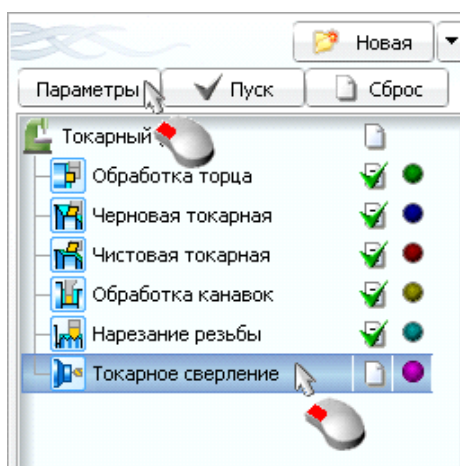 Новая
Параметры Пуск Сброс
Токарный
Обработка торца
Черновая токарная
Чистовая токарная
Обработка канавок
Нарезание резьбы
Токарное сверление